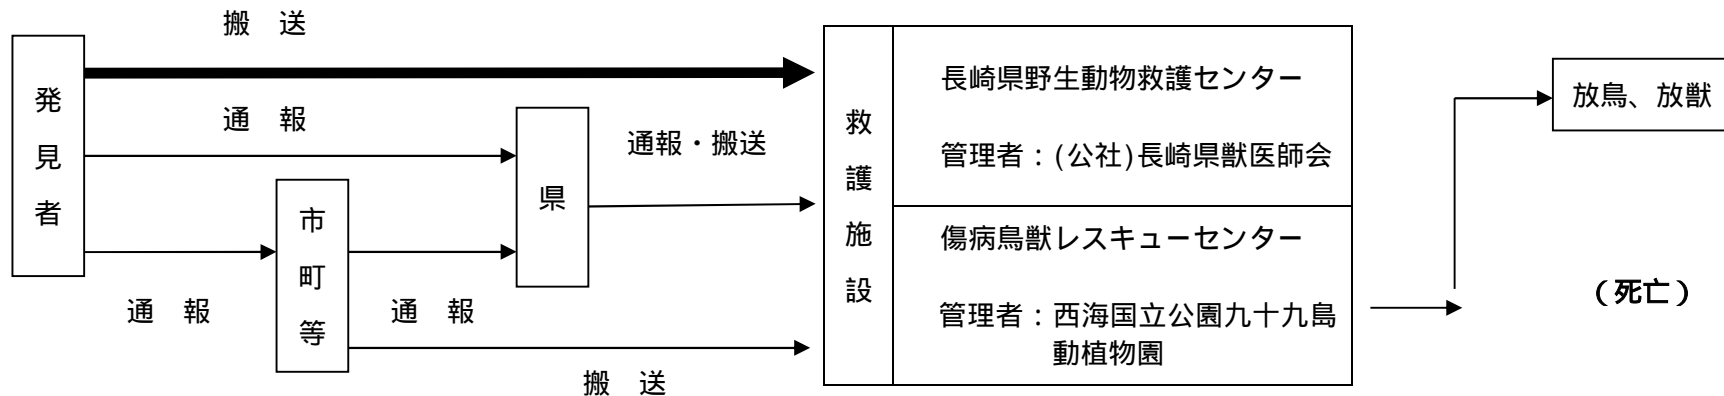 搬　送
発見者
通　報
市町等
通　報
通　報
県
通報・搬送
搬　送
救護施設
長崎県野生動物救護センター
管理者：(公社)長崎県獣医師会
傷病鳥獣レスキューセンター
管理者：西海国立公園九十九島
動植物園
放鳥、放獣
（死亡）